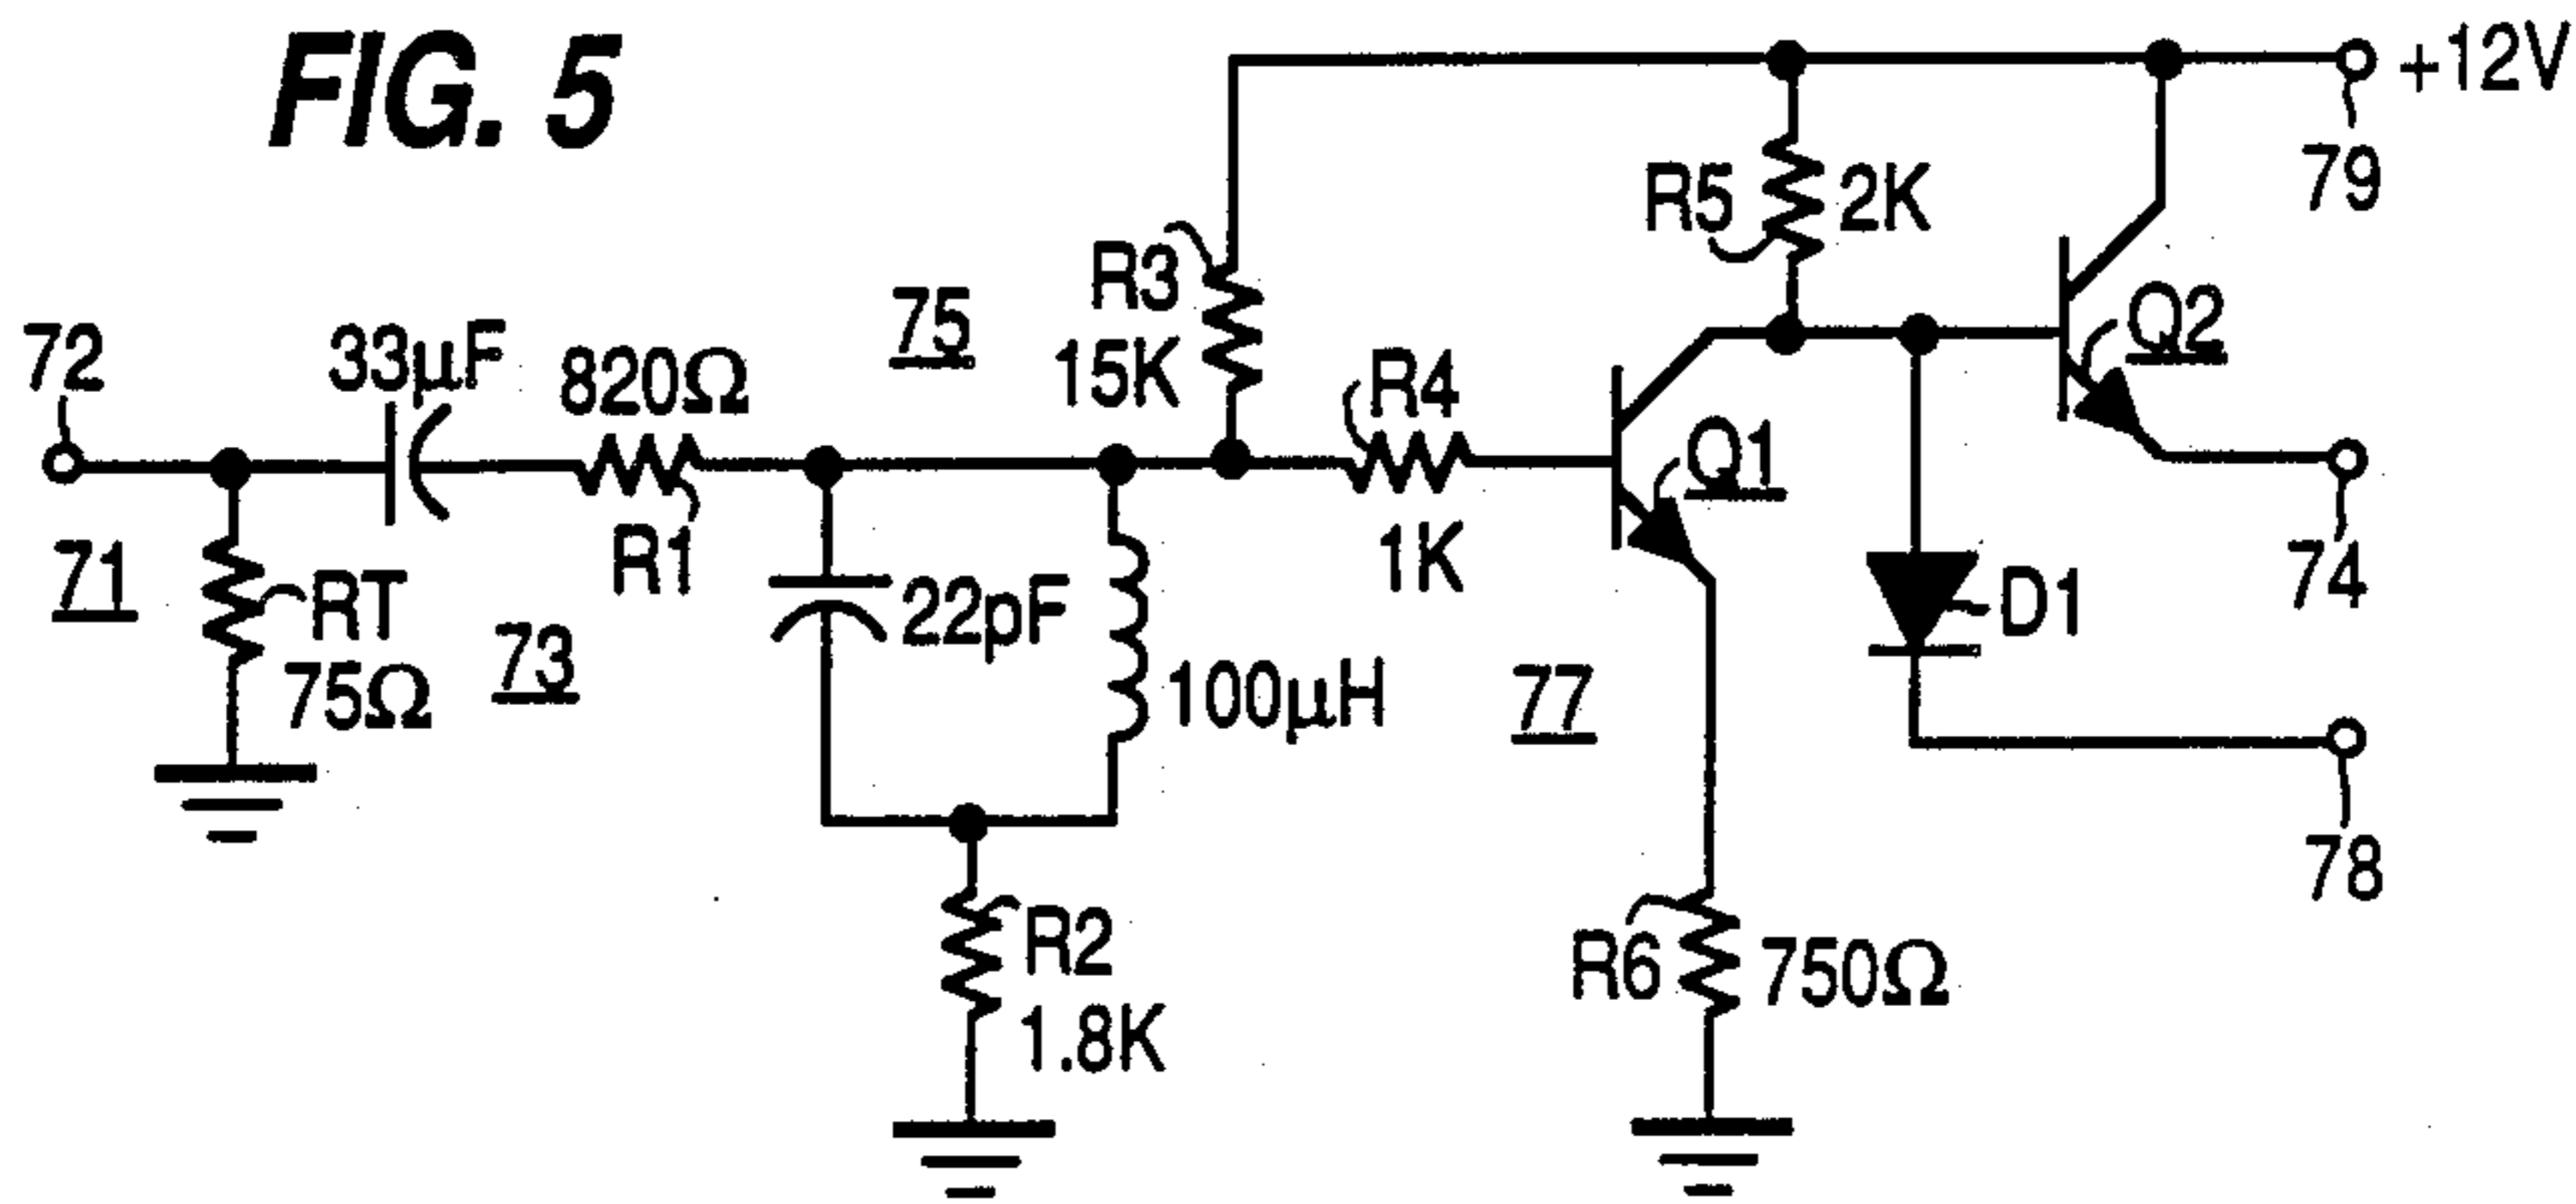 FIG. 5
+12V
79
R5
2K
R3
15K
75
72
33µF
820Ω
R1
R4
1K
Q1
Q2
74
71
RT
75Ω
73
22pF
100µH
77
D1
78
R2
1.8K
R6
750Ω